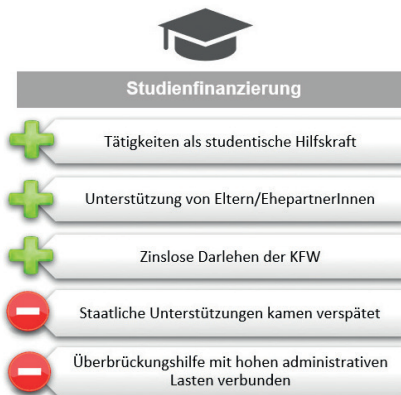 Studienfinanzierung
Tätigkeiten als studentische Hilfskraft
Unterstützung von Eltern/EhepartnerInnen
Zinslose Darlehen der KFW
Staatliche Unterstützungen kamen verspätet
Überbrückungshilfe mit hohen administrativen
Lasten verbunden